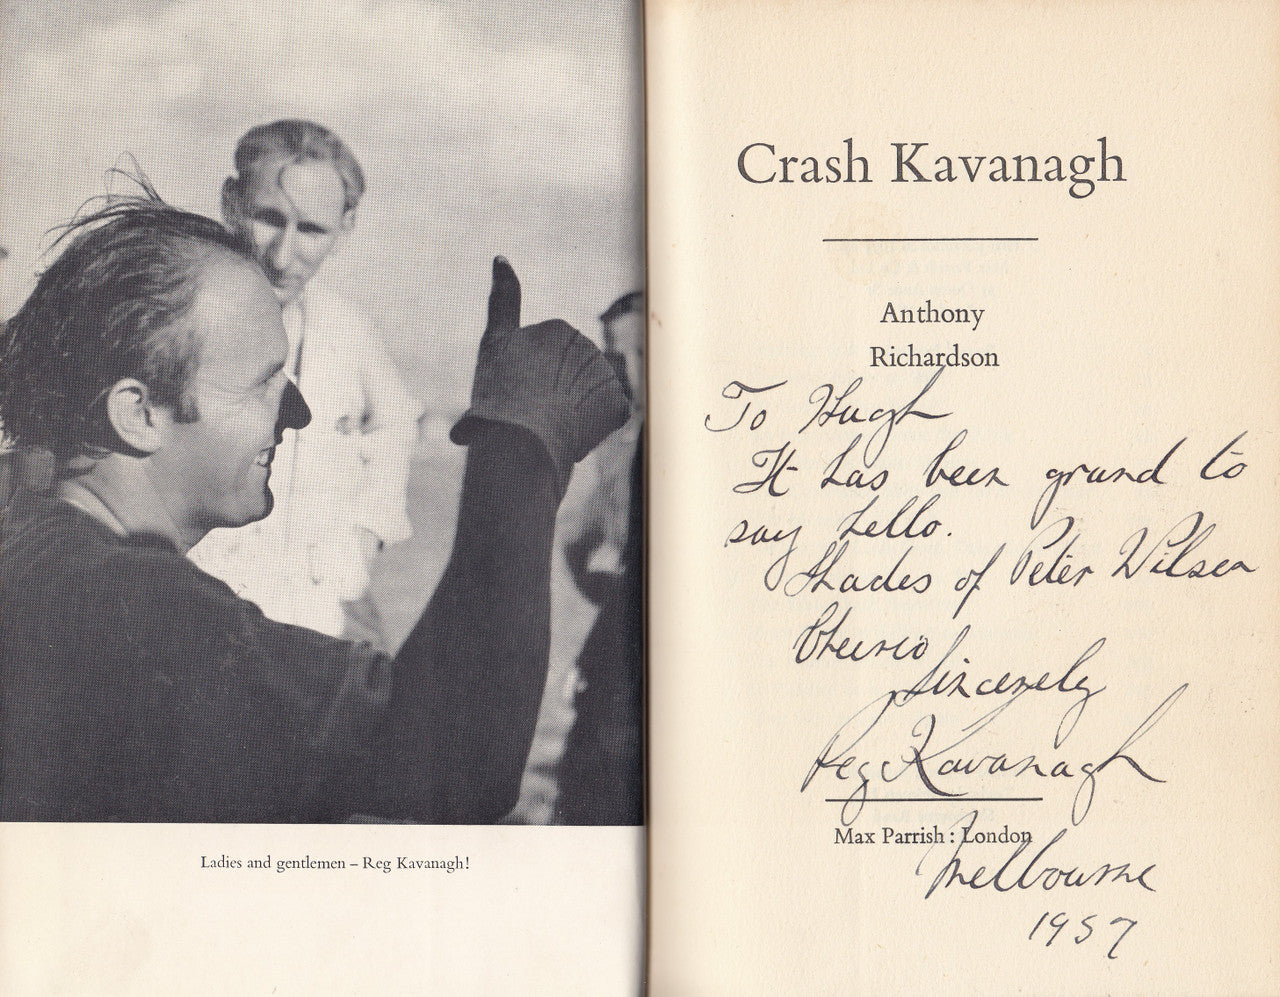 Ladies and gentlemen – Reg Kavanagh!
Crash Kavanagh
Anthony
Richardson
To Hugh
It has been grand to
say hello.
Shades of Peter Wilson
Cheerio
Sincerely
Reg Kavanagh
Max Parrish : London
Melbourne
1957